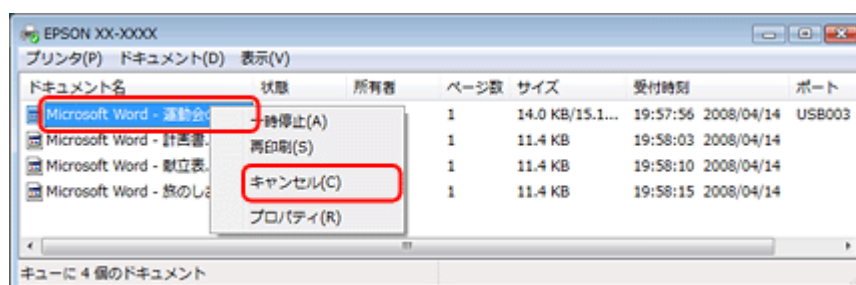 EPSON XX-XXXX
プリンタ(P) ドキュメント(D) 表示(V)
ドキュメント名 状態 所有者 ページ数 サイズ 受付時刻 ポート
Microsoft Word - 運動会の 1 14.0 KB/15.1... 19:57:56 2008/04/14 USB003
Microsoft Word - 計画書. 1 11.4 KB 19:58:03 2008/04/14
Microsoft Word - 献立表. 1 11.4 KB 19:58:10 2008/04/14
Microsoft Word - 旅のし 1 11.4 KB 19:58:15 2008/04/14
一時停止(A)
再印刷(S)
キャンセル(C)
プロパティ(R)
キューに 4 個のドキュメント